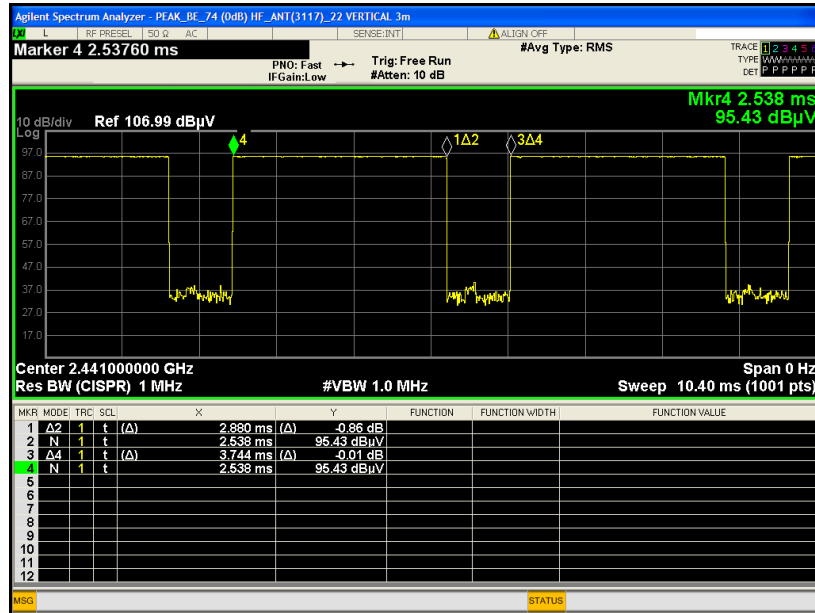 Agilent Spectrum Analyzer - PEAK_BE_74 (0dB) HF_ANT(3117)_22 VERTICAL 3m
LXI L RF PRESEL 50 Ω AC SENSE:INT ALIGN OFF
Marker 4 2.53760 ms
#Avg Type: RMS
TRACE 1 2 3 4 5 6
PNO: Fast Trig: Free Run
TYPE WWWWWW
IFGain:Low #Atten: 10 dB
DET P P P P P P
Mkr4 2.538 ms
10 dB/div Ref 106.99 dBµV 95.43 dBµV
Log
4 1Δ2 3Δ4
97.0
87.0
77.0
67.0
57.0
47.0
37.0
27.0
17.0
Center 2.441000000 GHz Span 0 Hz
Res BW (CISPR) 1 MHz #VBW 1.0 MHz Sweep 10.40 ms (1001 pts)
MKR MODE TRC SCL X Y FUNCTION FUNCTION WIDTH FUNCTION VALUE
1 Δ2 1 t (Δ) 2.880 ms (Δ) -0.86 dB
2 N 1 t 2.538 ms 95.43 dBµV
3 Δ4 1 t (Δ) 3.744 ms (Δ) -0.01 dB
4 N 1 t 2.538 ms 95.43 dBµV
5
6
7
8
9
10
11
12
MSG STATUS